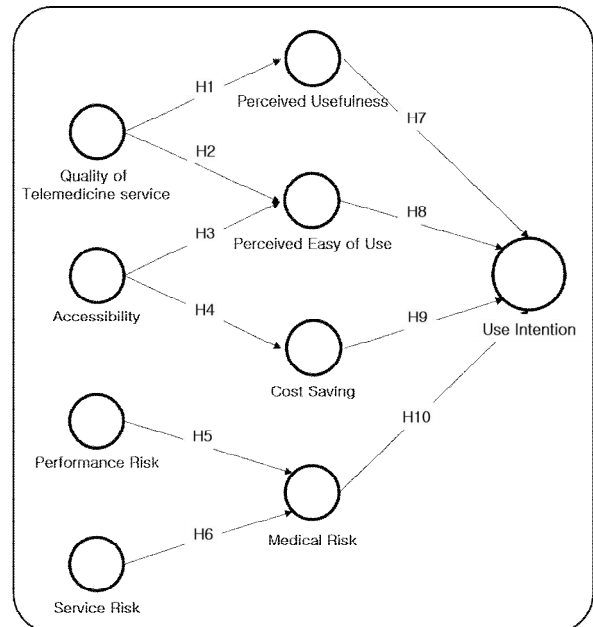 H1
Perceived Usefulness
H7
Quality of
Telemedicine service
H2
H3
Perceived Easy of Use
H8
Accessibility
H4
Cost Saving
H9
Use Intention
Performance Risk
H5
H10
H6
Medical Risk
Service Risk